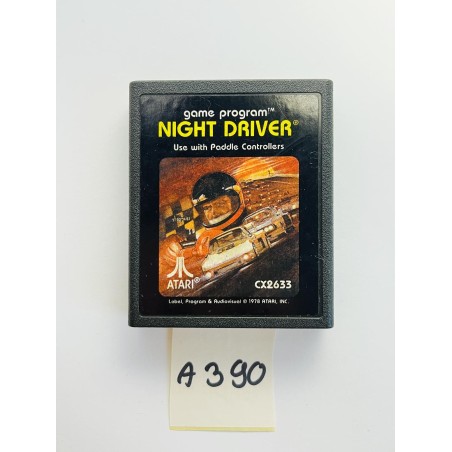 game program™
NIGHT DRIVER®
Use with Paddle Controllers
ATARI®
CX2633
Label, Program & Audiovisual © 1978 ATARI, INC.
A390